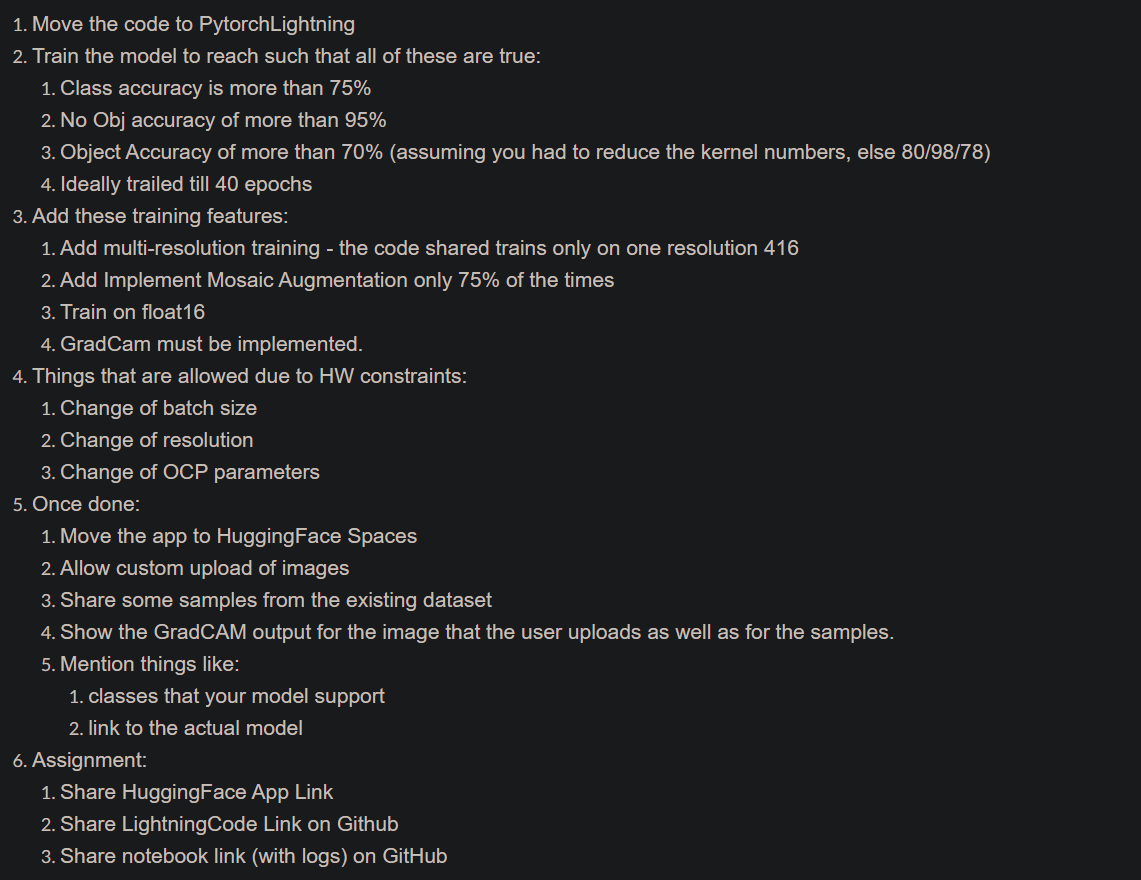 1. Move the code to PytorchLightning
2. Train the model to reach such that all of these are true:
1. Class accuracy is more than 75%
2. No Obj accuracy of more than 95%
3. Object Accuracy of more than 70% (assuming you had to reduce the kernel numbers, else 80/98/78)
4. Ideally trailed till 40 epochs
3. Add these training features:
1. Add multi-resolution training - the code shared trains only on one resolution 416
2. Add Implement Mosaic Augmentation only 75% of the times
3. Train on float16
4. GradCam must be implemented.
4. Things that are allowed due to HW constraints:
1. Change of batch size
2. Change of resolution
3. Change of OCP parameters
5. Once done:
1. Move the app to HuggingFace Spaces
2. Allow custom upload of images
3. Share some samples from the existing dataset
4. Show the GradCAM output for the image that the user uploads as well as for the samples.
5. Mention things like:
1. classes that your model support
2. link to the actual model
6. Assignment:
1. Share HuggingFace App Link
2. Share LightningCode Link on Github
3. Share notebook link (with logs) on GitHub